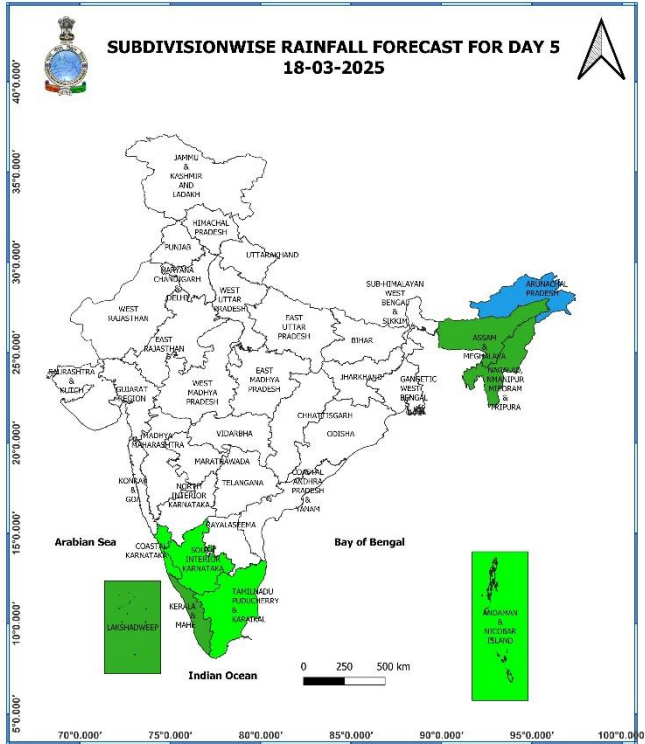 SUBDIVISIONWISE RAINFALL FORECAST FOR DAY 5
18-03-2025
40°0.000'
35°0.000'
30°0.000'
25°0.000'
20°0.000'
15°0.000'
10°0.000'
5°0.000'
JAMMU
&
KASHMIR
AND
LADAKH
HIMACHAL
PRADESH
PUNJAB
UTTARAKHAND
HARYANA
CHANDIGARH
&
DELHI
WEST
UTTAR
PRADESH
SUB-HIMALAYAN
WEST
BENGAL
&
SIKKIM
ARUNACHAL
PRADESH
WEST
RAJASTHAN
EAST
RAJASTHAN
EAST
UTTAR
PRADESH
BIHAR
ASSAM
&
MEGHALAYA
NAGALAD,
MANIPUR
MIZORAM
&
TRIPURA
SAURASHTRA
&
KUTCH
GUJARAT
REGION
WEST
MADHYA
PRADESH
EAST
MADHYA
PRADESH
JHARKHAND
GANGETIC
WEST
BENGAL
CHHATTISGARH
ODISHA
MADHYA
MAHARASHTRA
VIDARBHA
MARATHAWADA
TELANGANA
KONKAN
&
GOA
NORTH
INTERIOR
KARNATAKA
COASTAL
ANDHRA
PRADESH
&
YANAM
RAYALASEEMA
Arabian Sea
Bay of Bengal
COASTAL
KARNATAKA
SOUTH
INTERIOR
KARNATAKA
LAKSHADWEEP
KERALA
&
MAHE
TAMILNADU
PUDUCHERRY
&
KARAIKAL
ANDAMAN
&
NICOBAR
ISLAND
Indian Ocean
0 250 500 km
70°0.000' 75°0.000' 80°0.000' 85°0.000' 90°0.000' 95°0.000' 100°0.000'